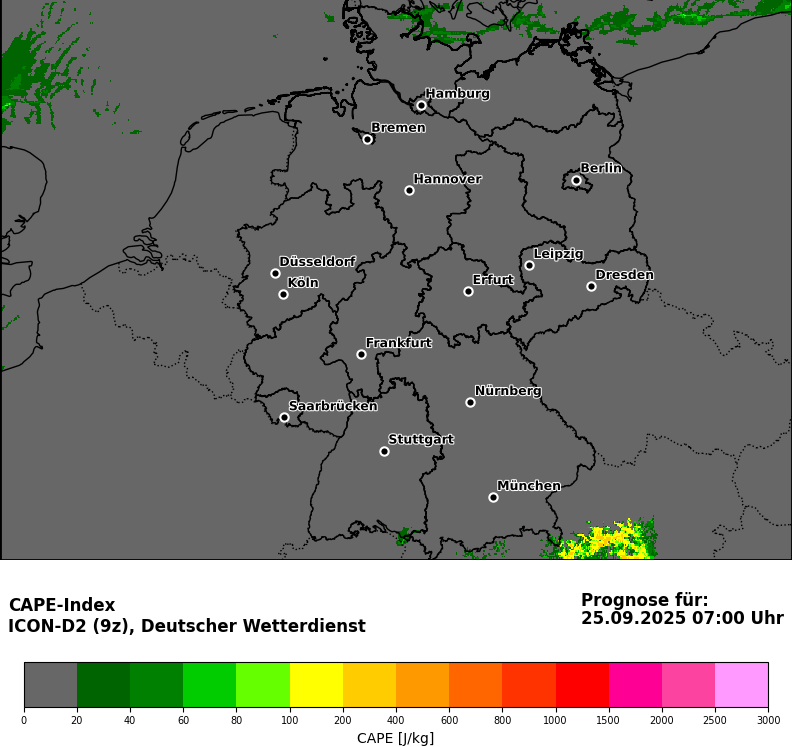 Hamburg
Bremen
Berlin
Hannover
Leipzig
Düsseldorf
Dresden
Köln
Erfurt
Frankfurt
Nürnberg
Saarbrücken
Stuttgart
München
CAPE-Index
ICON-D2 (9z), Deutscher Wetterdienst
Prognose für:
25.09.2025 07:00 Uhr
0 20 40 60 80 100 200 400 600 800 1000 1500 2000 2500 3000
CAPE [J/kg]